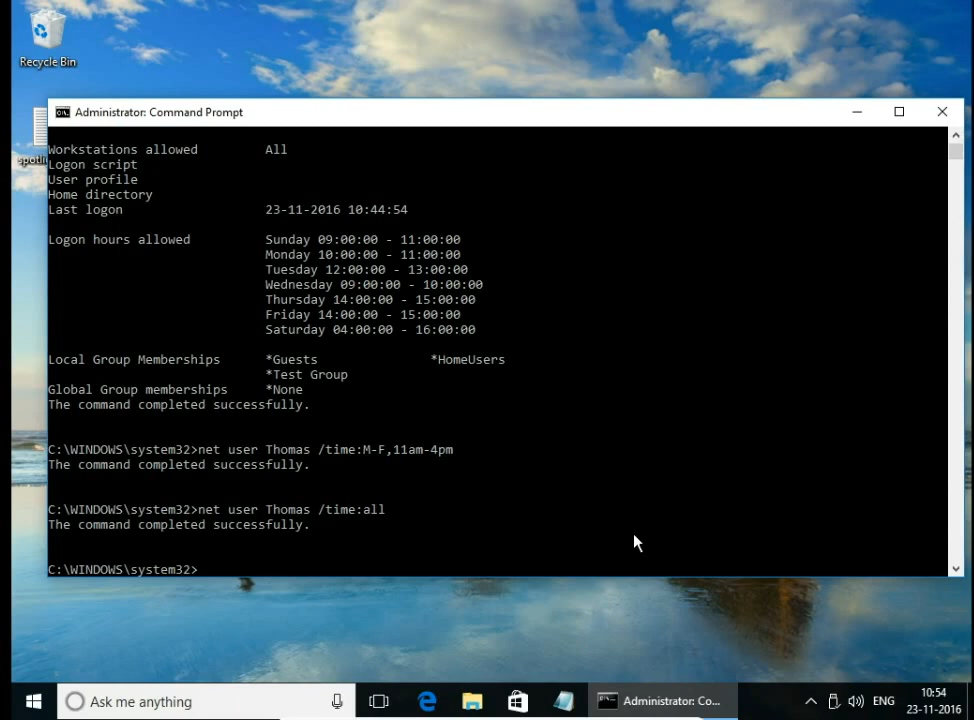 Recycle Bin
Administrator: Command Prompt
Workstations allowed All
Logon script
User profile
Home directory
Last logon 23-11-2016 10:44:54
Logon hours allowed Sunday 09:00:00 - 11:00:00
Monday 10:00:00 - 11:00:00
Tuesday 12:00:00 - 13:00:00
Wednesday 09:00:00 - 10:00:00
Thursday 14:00:00 - 15:00:00
Friday 14:00:00 - 15:00:00
Saturday 04:00:00 - 16:00:00
Local Group Memberships *Guests *HomeUsers
*Test Group
Global Group memberships *None
The command completed successfully.
C:\WINDOWS\system32>net user Thomas /time:M-F,11am-4pm
The command completed successfully.
C:\WINDOWS\system32>net user Thomas /time:all
The command completed successfully.
C:\WINDOWS\system32>
Ask me anything
Administrator: Co...
ENG
10:54
23-11-2016